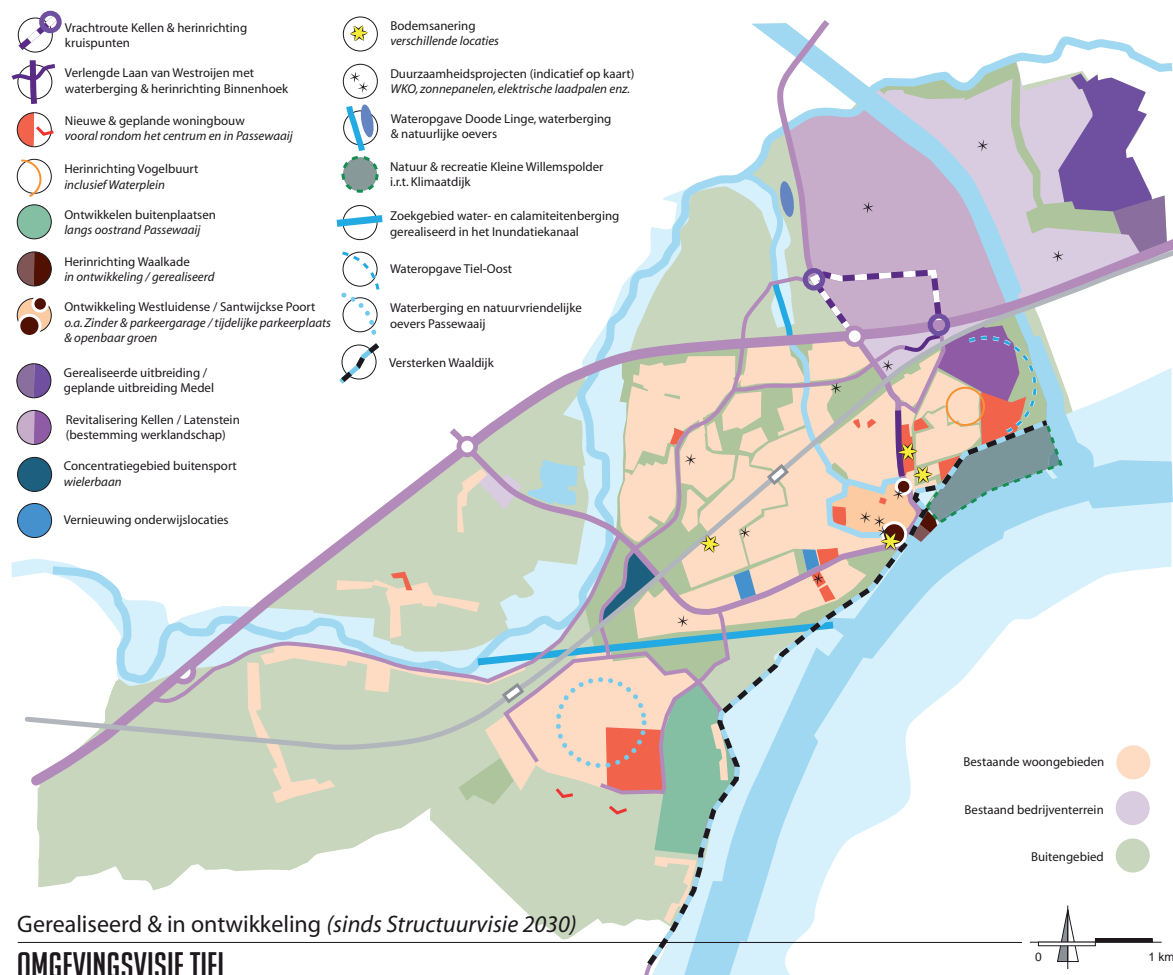 Vrachtroute Kellen & herinrichting
kruispunten
Verlengde Laan van Westroijen met
waterberging & herinrichting Binnenhoek
Nieuwe & geplande woningbouw
vooral rondom het centrum en in Passewaaij
Herinrichting Vogelbuurt
inclusief Waterplein
Ontwikkelen buitenplaatsen
langs oostrand Passewaaij
Herinrichting Waalkade
in ontwikkeling / gerealiseerd
Ontwikkeling Westluidense / Santwijckse Poort
o.a. Zinder & parkeergarage / tijdelijke parkeerplaats
& openbaar groen
Gerealiseerde uitbreiding /
geplande uitbreiding Medel
Revitalisering Kellen / Latenstein
(bestemming werklandschap)
Concentratiegebied buitensport
wielerbaan
Vernieuwing onderwijslocaties
Bodemsanering
verschillende locaties
Duurzaamheidsprojecten (indicatief op kaart)
WKO, zonnepanelen, elektrische laadpalen enz.
Wateropgave Doode Linge, waterberging
& natuurlijke oevers
Natuur & recreatie Kleine Willemspolder
i.r.t. Klimaatdijk
Zoekgebied water- en calamiteitenberging
gerealiseerd in het Inundatiekanaal
Wateropgave Tiel-Oost
Waterberging en natuurvriendelijke
oevers Passewaaij
Versterken Waaldijk
Bestaande woongebieden
Bestaand bedrijventerrein
Buitengebied
Gerealiseerd & in ontwikkeling (sinds Structuurvisie 2030)
OMGEVINGSVISIE TIEL
0 1 km